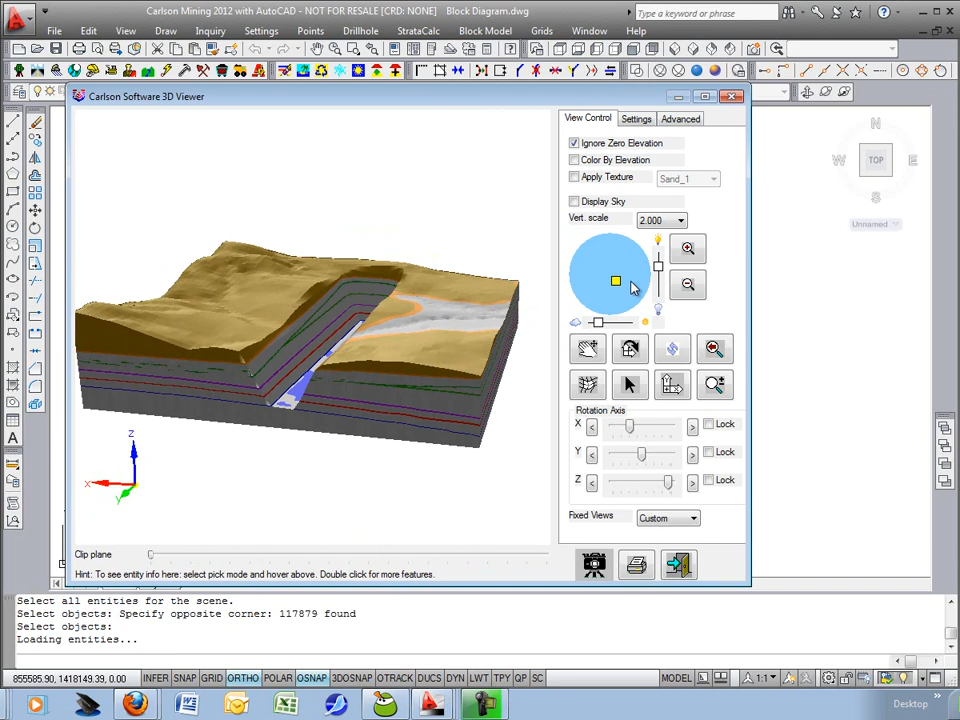 Carlson Mining 2012 with AutoCAD - NOT FOR RESALE [CRD: NONE]    Block Diagram.dwg
Type a keyword or phrase
File Edit View Draw Inquiry Settings Points Drillhole StrataCalc Block Model Grids Window Help
Carlson Software 3D Viewer
View Control Settings Advanced
Ignore Zero Elevation
Color By Elevation
Apply Texture Sand_1
Display Sky
Vert. scale 2.000
N
W TOP E
S
Unnamed
Rotation Axis
X < > Lock
Y < > Lock
Z < > Lock
Fixed Views Custom
Z
X
Y
Clip plane
Hint: To see entity info here: select pick mode and hover above. Double click for more features.
Select all entities for the scene.
Select objects: Specify opposite corner: 117879 found
Select objects:
Loading entities...
855585.90, 1418149.39, 0.00 INFER SNAP GRID ORTHO POLAR OSNAP 3DOSNAP OTRACK DUCS DYN LWT TPY QP SC MODEL 1:1
Desktop